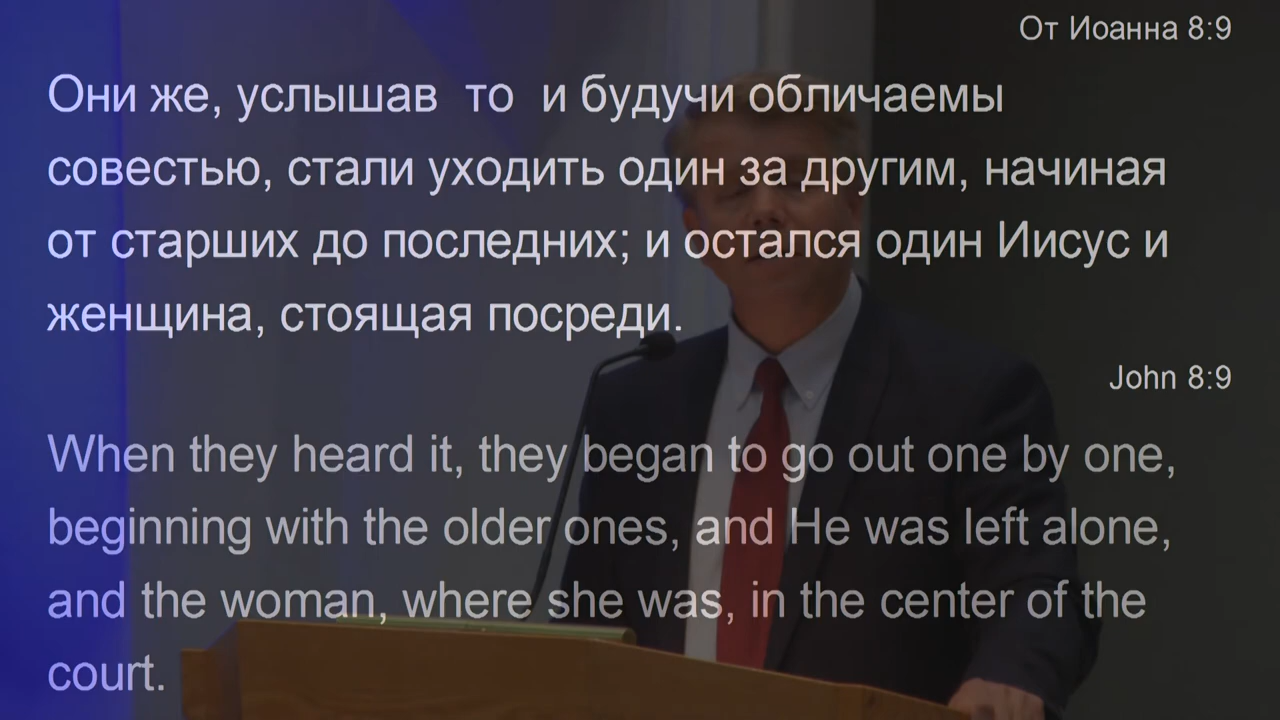 От Иоанна 8:9
Они же, услышав то и будучи обличаемы
совестью, стали уходить один за другим, начиная
от старших до последних; и остался один Иисус и
женщина, стоящая посреди.
John 8:9
When they heard it, they began to go out one by one,
beginning with the older ones, and He was left alone,
and the woman, where she was, in the center of the
court.